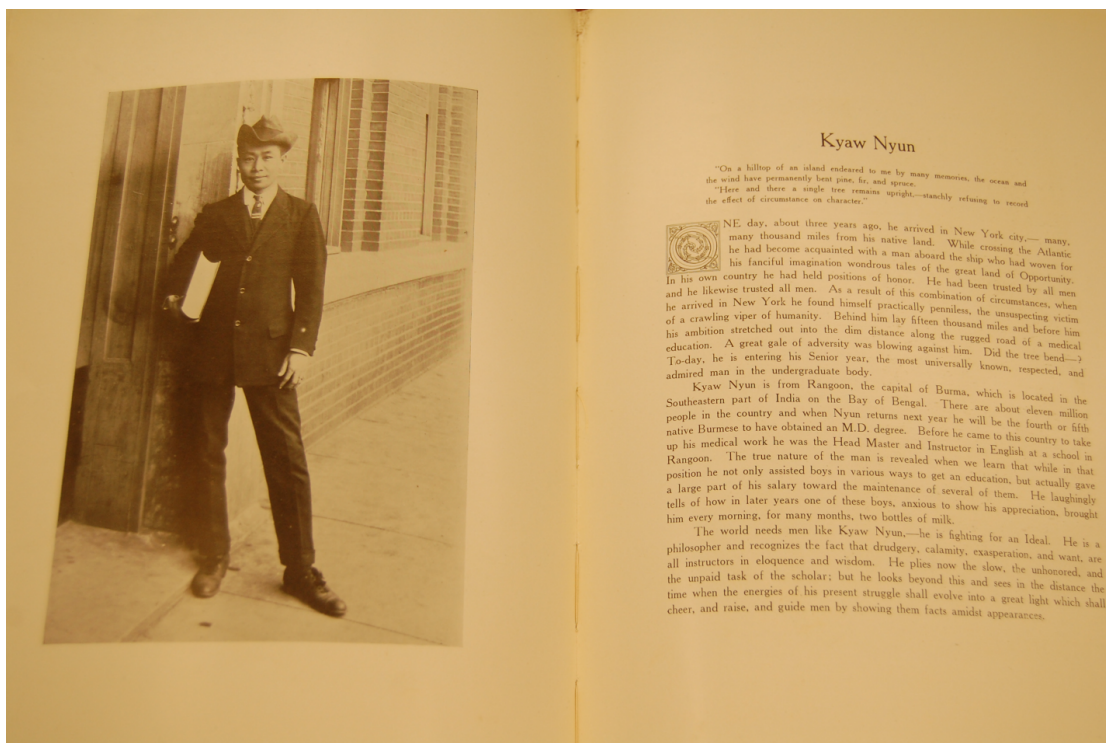 Kyaw Nyun
"On a hilltop of an island endeared to me by many memories, the ocean and
the wind have permanently bent pine, fir, and spruce.
"Here and there a single tree remains upright,—stanchly refusing to record
the effect of circumstance on character."
ONE day, about three years ago, he arrived in New York city,— many,
many thousand miles from his native land. While crossing the Atlantic
he had become acquainted with a man aboard the ship who had woven for
his fanciful imagination wondrous tales of the great land of Opportunity.
In his own country he had held positions of honor. He had been trusted by all men
and he likewise trusted all men. As a result of this combination of circumstances, when
he arrived in New York he found himself practically penniless, the unsuspecting victim
of a crawling viper of humanity. Behind him lay fifteen thousand miles and before him
his ambition stretched out into the dim distance along the rugged road of a medical
education. A great gale of adversity was blowing against him. Did the tree bend—?
To-day, he is entering his Senior year, the most universally known, respected, and
admired man in the undergraduate body.
Kyaw Nyun is from Rangoon, the capital of Burma, which is located in the
Southeastern part of India on the Bay of Bengal. There are about eleven million
people in the country and when Nyun returns next year he will be the fourth or fifth
native Burmese to have obtained an M.D. degree. Before he came to this country to take
up his medical work he was the Head Master and Instructor in English at a school in
Rangoon. The true nature of the man is revealed when we learn that while in that
position he not only assisted boys in various ways to get an education, but actually gave
a large part of his salary toward the maintenance of several of them. He laughingly
tells of how in later years one of these boys, anxious to show his appreciation, brought
him every morning, for many months, two bottles of milk.
The world needs men like Kyaw Nyun,—he is fighting for an Ideal. He is a
philosopher and recognizes the fact that drudgery, calamity, exasperation, and want, are
all instructors in eloquence and wisdom. He plies now the slow, the unhonored, and
the unpaid task of the scholar; but he looks beyond this and sees in the distance the
time when the energies of his present struggle shall evolve into a great light which shall
cheer, and raise, and guide men by showing them facts amidst appearances.